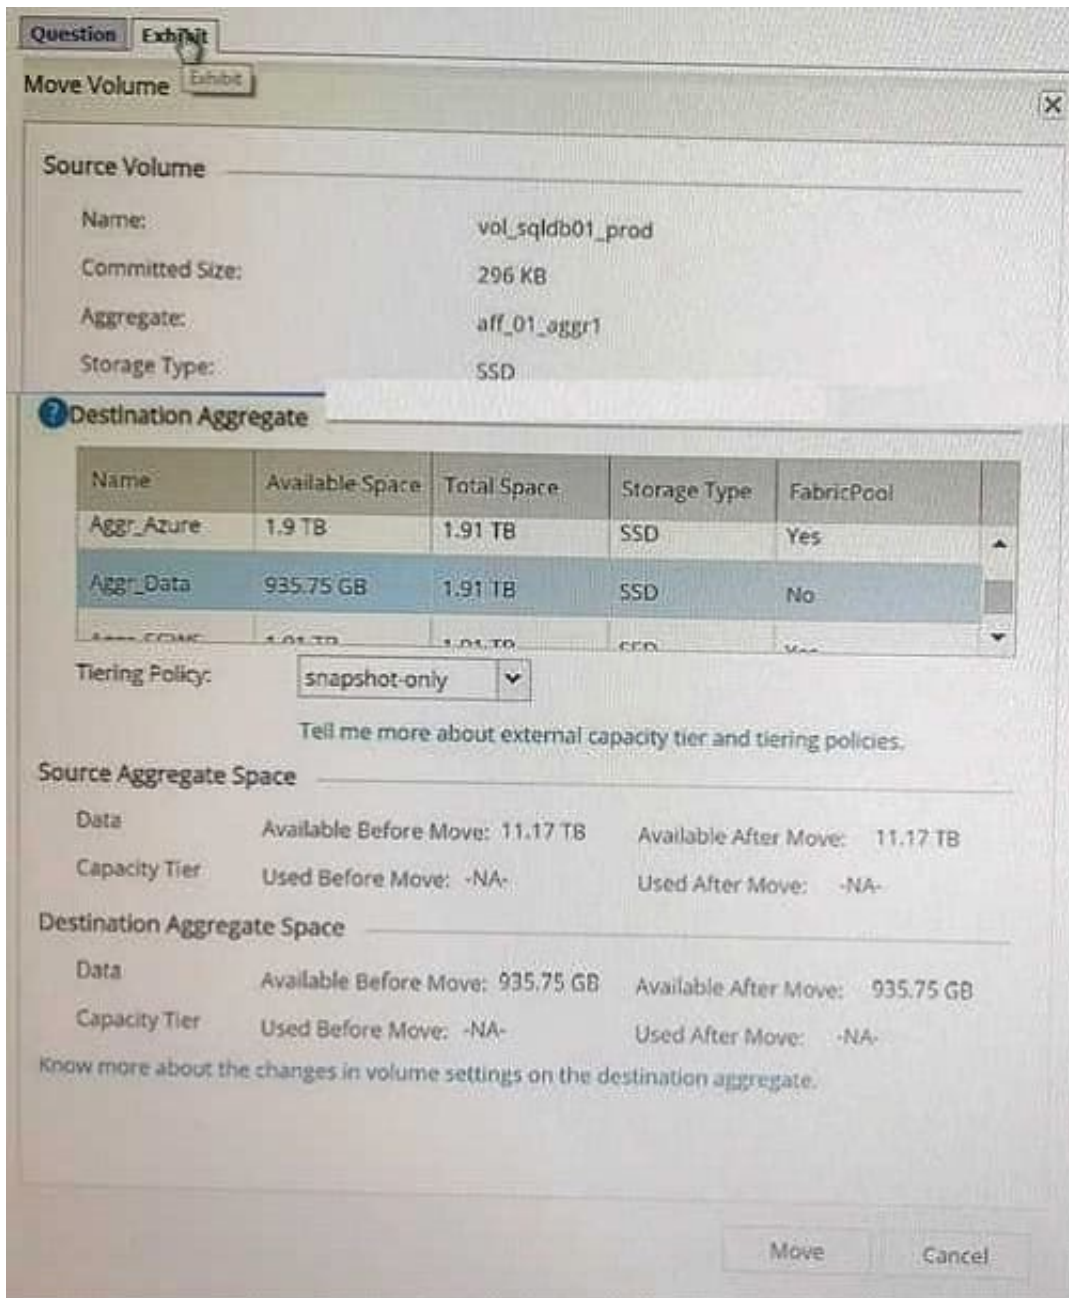 Question Exhibit
Exhibit
Move Volume
Source Volume
Name: vol_sqldb01_prod
Committed Size: 296 KB
Aggregate: aff_01_aggr1
Storage Type: SSD
Destination Aggregate
Name Available Space Total Space Storage Type FabricPool
Aggr_Azure 1.9 TB 1.91 TB SSD Yes
Aggr_Data 935.75 GB 1.91 TB SSD No
SSD Yes
Tiering Policy: snapshot-only
Tell me more about external capacity tier and tiering policies.
Source Aggregate Space
Data Available Before Move: 11.17 TB Available After Move: 11.17 TB
Capacity Tier Used Before Move: -NA- Used After Move: -NA-
Destination Aggregate Space
Data Available Before Move: 935.75 GB Available After Move: 935.75 GB
Capacity Tier Used Before Move: -NA- Used After Move: -NA-
Know more about the changes in volume settings on the destination aggregate.
Move Cancel